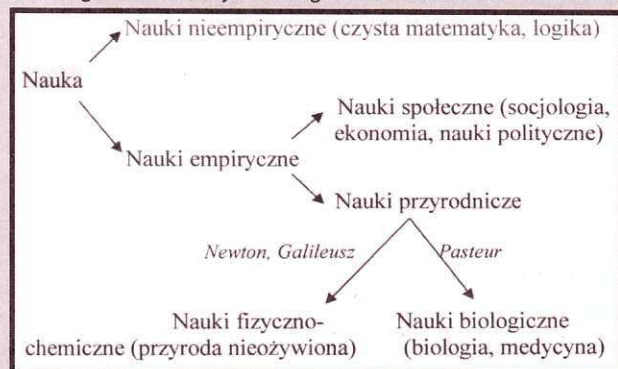 Nauki nieempiryczne (czysta matematyka, logika)
Nauka
Nauki społeczne (socjologia,
ekonomia, nauki polityczne)
Nauki empiryczne
Nauki przyrodnicze
Newton, Galileusz
Pasteur
Nauki fizyczno-
chemiczne (przyroda nieożywiona)
Nauki biologiczne
(biologia, medycyna)